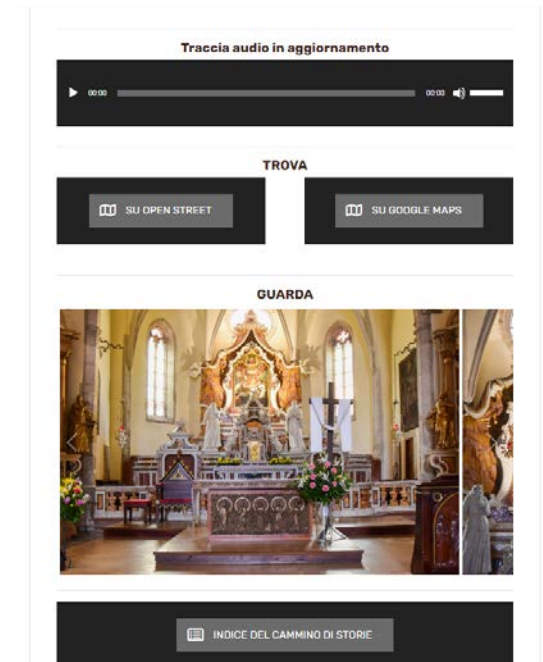 Traccia audio in aggiornamento
00:00 00:00
TROVA
SU OPEN STREET SU GOOGLE MAPS
GUARDA
INDICE DEL CAMMINO DI STORIE